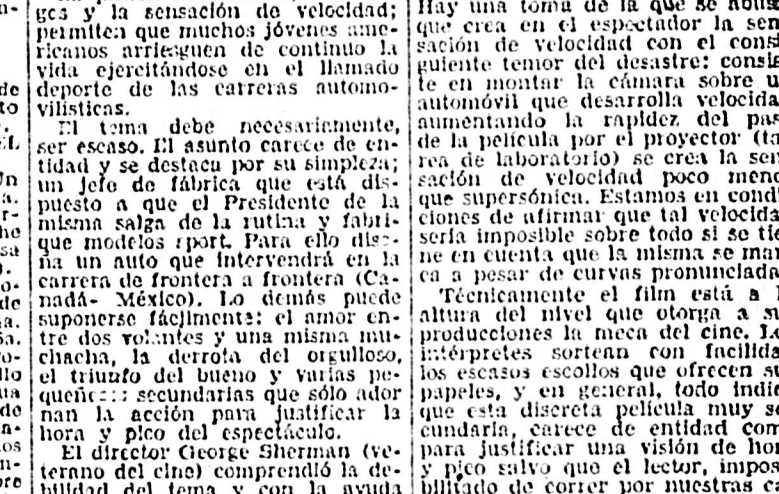 ges y la sensación de velocidad;
permiten que muchos jóvenes ame-
ricanos arriesguen de continuo la
vida ejercitándose en el llamado
deporte de las carreras automo-
vilísticas.
El tema debe necesariamente,
ser escaso. El asunto carece de en-
tidad y se destaca por su simpleza;
un jefe de fábrica que está dis-
puesto a que el Presidente de la
misma salga de la rutina y fabri-
que modelos sport. Para ello dise-
ña un auto que intervendrá en la
carrera de frontera a frontera (Ca-
nadá- México). Lo demás puede
suponerse fácilmente: el amor en-
tre dos volantes y una misma mu-
chacha, la derrota del orgulloso,
el triunfo del bueno y varias pe-
queñeces secundarias que sólo ador
nan la acción para justificar la
hora y pico del espectáculo.
El director George Sherman (ve-
terano del cine) comprendió la de-
bilidad del tema y con la ayuda
Hay una toma de la que se abusa
que crea en el espectador la sen
sación de velocidad con el consi
guiente temor del desastre: consis
te en montar la cámara sobre u
automóvil que desarrolla velocida
aumentando la rapidez del pas
de la película por el proyector (ta
rea de laboratorio) se crea la sen
sación de velocidad poco meno
que supersónica. Estamos en condi
ciones de afirmar que tal velocida
sería imposible sobre todo si se tie
ne en cuenta que la misma se mar
ca a pesar de curvas pronunciada
Técnicamente el film está a l
altura del nivel que otorga a su
producciones la meca del cine. Lo
intérpretes sortean con facilida
los escasos escollos que ofrecen su
papeles, y en general, todo indic
que esta discreta película muy se
cundaria, carece de entidad com
para justificar una visión de hor
y pico salvo que el lector, imposi
bilitado de correr por nuestras ca